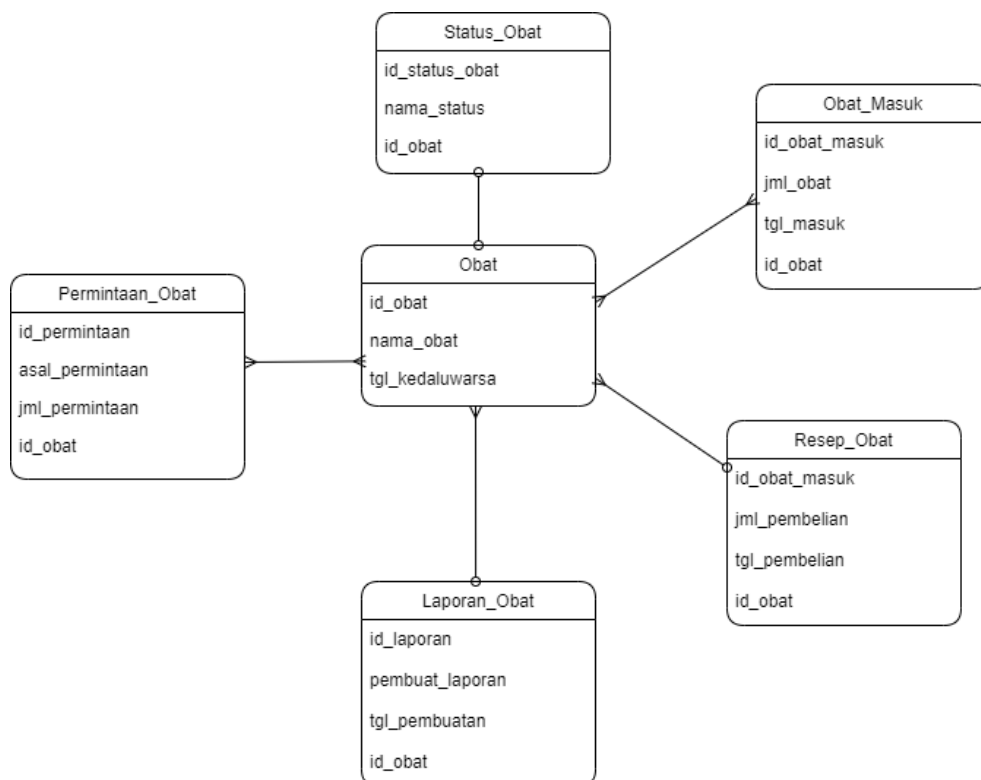 Status_Obat
id_status_obat
nama_status
id_obat
Obat_Masuk
id_obat_masuk
jml_obat
tgl_masuk
id_obat
Obat
id_obat
nama_obat
tgl_kedaluwarsa
Permintaan_Obat
id_permintaan
asal_permintaan
jml_permintaan
id_obat
Resep_Obat
id_obat_masuk
jml_pembelian
tgl_pembelian
id_obat
Laporan_Obat
id_laporan
pembuat_laporan
tgl_pembuatan
id_obat